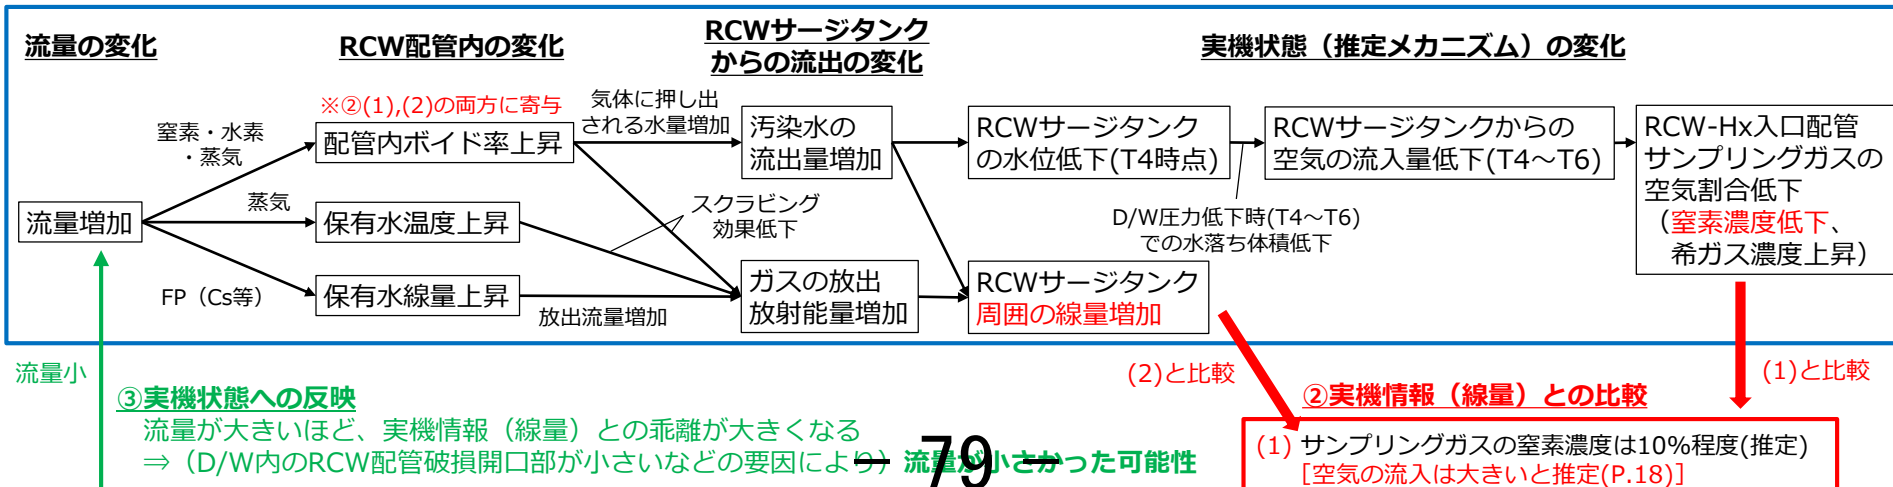 流量の変化
RCW配管内の変化
RCWサージタンク
からの流出の変化
実機状態（推定メカニズム）の変化
※②(1),(2)の両方に寄与
窒素・水素
・蒸気
配管内ボイド率上昇
気体に押し出
される水量増加
汚染水の
流出量増加
RCWサージタンク
の水位低下(T4時点)
RCWサージタンクからの
空気の流入量低下(T4～T6)
RCW-Hx入口配管
サンプリングガスの
空気割合低下
（窒素濃度低下、
希ガス濃度上昇）
流量増加
蒸気
保有水温度上昇
スクラビング
効果低下
D/W圧力低下時(T4～T6)
での水落ち体積低下
FP（Cs等）
保有水線量上昇
放出流量増加
ガスの放出
放射能量増加
RCWサージタンク
周囲の線量増加
流量小
(2)と比較
(1)と比較
③実機状態への反映
流量が大きいほど、実機情報（線量）との乖離が大きくなる
⇒（D/W内のRCW配管破損開口部が小さいなどの要因により）流量が小さかった可能性
― 79 ―
②実機情報（線量）との比較
(1) サンプリングガスの窒素濃度は10%程度(推定)
[空気の流入は大きいと推定(P.18)]